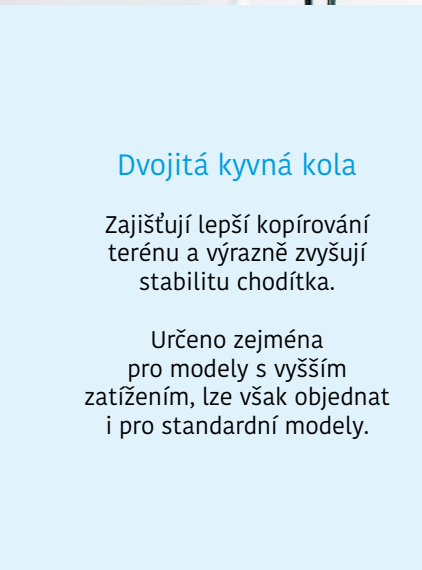 Dvojitá kyvná kola
Zajišťují lepší kopírování
terénu a výrazně zvyšují
stabilitu chodítka.
Určeno zejména
pro modely s vyšším
zatížením, lze však objednat
i pro standardní modely.